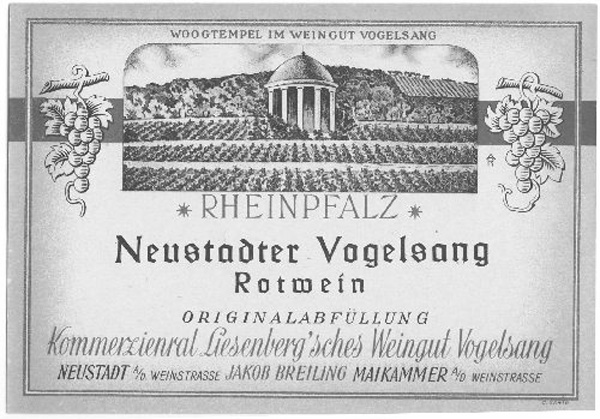 WOOGTEMPEL IM WEINGUT VOGELSANG
* RHEINPFALZ *
Neustadter Vogelsang
Rotwein
ORIGINALABFÜLLUNG
Kommerzienrat Liesenberg'sches Weingut Vogelsang
NEUSTADT A/D. WEINSTRASSE JAKOB BREILING MAIKAMMER A/D WEINSTRASSE